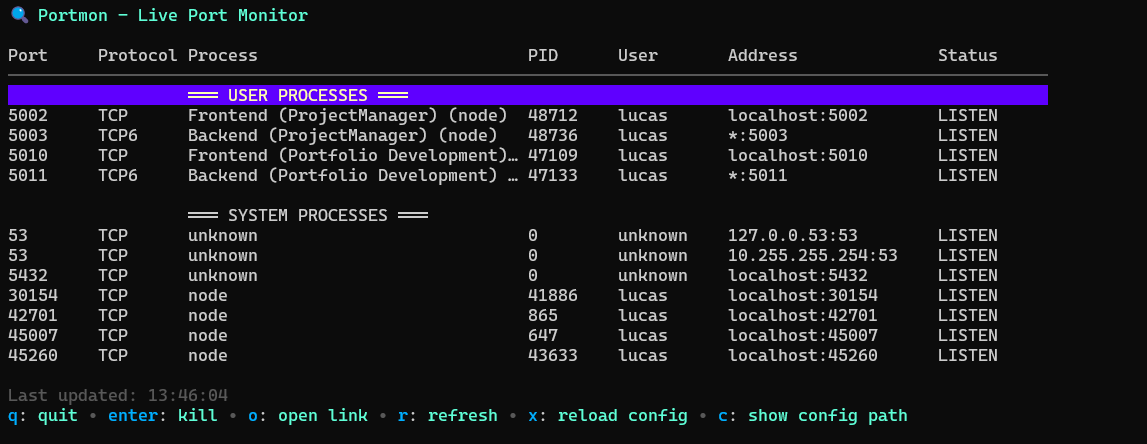 🔍 Portmon – Live Port Monitor
Port Protocol Process PID User Address Status
═══ USER PROCESSES ═══
5002 TCP Frontend (ProjectManager) (node) 48712 lucas localhost:5002 LISTEN
5003 TCP6 Backend (ProjectManager) (node) 48736 lucas *:5003 LISTEN
5010 TCP Frontend (Portfolio Development)… 47109 lucas localhost:5010 LISTEN
5011 TCP6 Backend (Portfolio Development) … 47133 lucas *:5011 LISTEN
═══ SYSTEM PROCESSES ═══
53 TCP unknown 0 unknown 127.0.0.53:53 LISTEN
53 TCP unknown 0 unknown 10.255.255.254:53 LISTEN
5432 TCP unknown 0 unknown localhost:5432 LISTEN
30154 TCP node 41886 lucas localhost:30154 LISTEN
42701 TCP node 865 lucas localhost:42701 LISTEN
45007 TCP node 647 lucas localhost:45007 LISTEN
45260 TCP node 43633 lucas localhost:45260 LISTEN
Last updated: 13:46:04
q: quit • enter: kill • o: open link • r: refresh • x: reload config • c: show config path